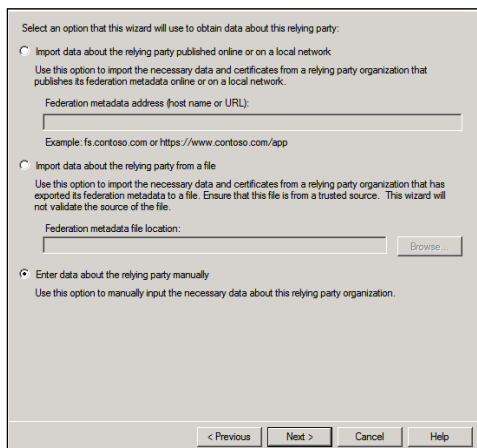 Select an option that this wizard will use to obtain data about this relying party:
Import data about the relying party published online or on a local network
Use this option to import the necessary data and certificates from a relying party organization that
publishes its federation metadata online or on a local network.
Federation metadata address (host name or URL):
Example: fs.contoso.com or https://www.contoso.com/app
Import data about the relying party from a file
Use this option to import the necessary data and certificates from a relying party organization that has
exported its federation metadata to a file. Ensure that this file is from a trusted source.  This wizard will
not validate the source of the file.
Federation metadata file location:
Browse...
Enter data about the relying party manually
Use this option to manually input the necessary data about this relying party organization.
< Previous
Next >
Cancel
Help